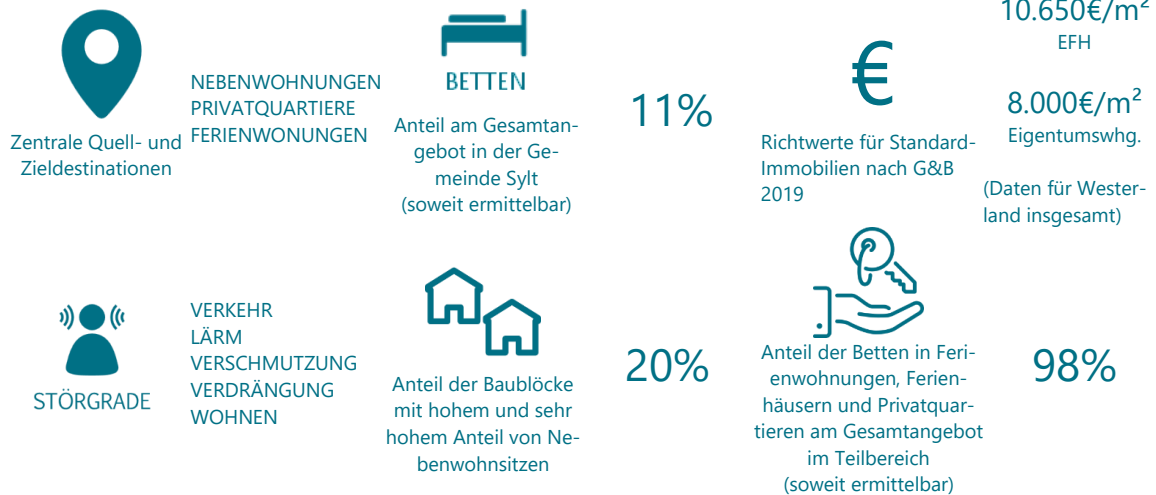 Zentrale Quell- und
Zieldestinationen
NEBENWOHNUNGEN
PRIVATQUARTIERE
FERIENWONUNGEN
BETTEN
Anteil am Gesamtan-
gebot in der Ge-
meinde Sylt
(soweit ermittelbar)
11%
€
Richtwerte für Standard-
Immobilien nach G&B
2019
10.650€/m²
EFH
8.000€/m²
Eigentumswhg.
(Daten für Wester-
land insgesamt)
STÖRGRADE
VERKEHR
LÄRM
VERSCHMUTZUNG
VERDRÄNGUNG
WOHNEN
Anteil der Baublöcke
mit hohem und sehr
hohem Anteil von Ne-
benwohnsitzen
20%
Anteil der Betten in Feri-
enwohnungen, Ferien-
häusern und Privatquar-
tieren am Gesamtangebot
im Teilbereich
(soweit ermittelbar)
98%